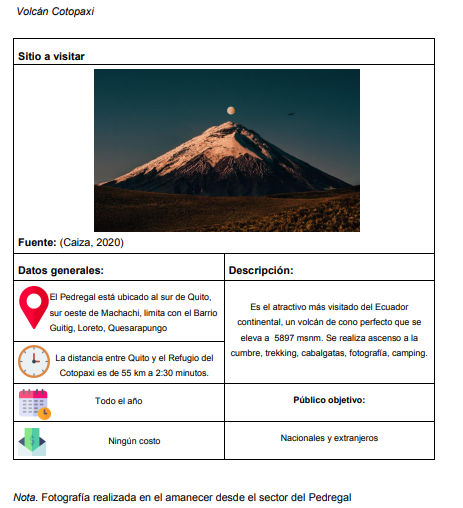 Volcán Cotopaxi
Sitio a visitar
Fuente: (Caiza, 2020)
Datos generales:
Descripción:
El Pedregal está ubicado al sur de Quito,
sur oeste de Machachi, limita con el Barrio
Guitig, Loreto, Quesarapungo
Es el atractivo más visitado del Ecuador
continental, un volcán de cono perfecto que se
eleva a 5897 msnm. Se realiza ascenso a la
cumbre, trekking, cabalgatas, fotografía, camping.
La distancia entre Quito y el Refugio del
Cotopaxi es de 55 km a 2:30 minutos.
Todo el año
Público objetivo:
Ningún costo
Nacionales y extranjeros
Nota. Fotografía realizada en el amanecer desde el sector del Pedregal